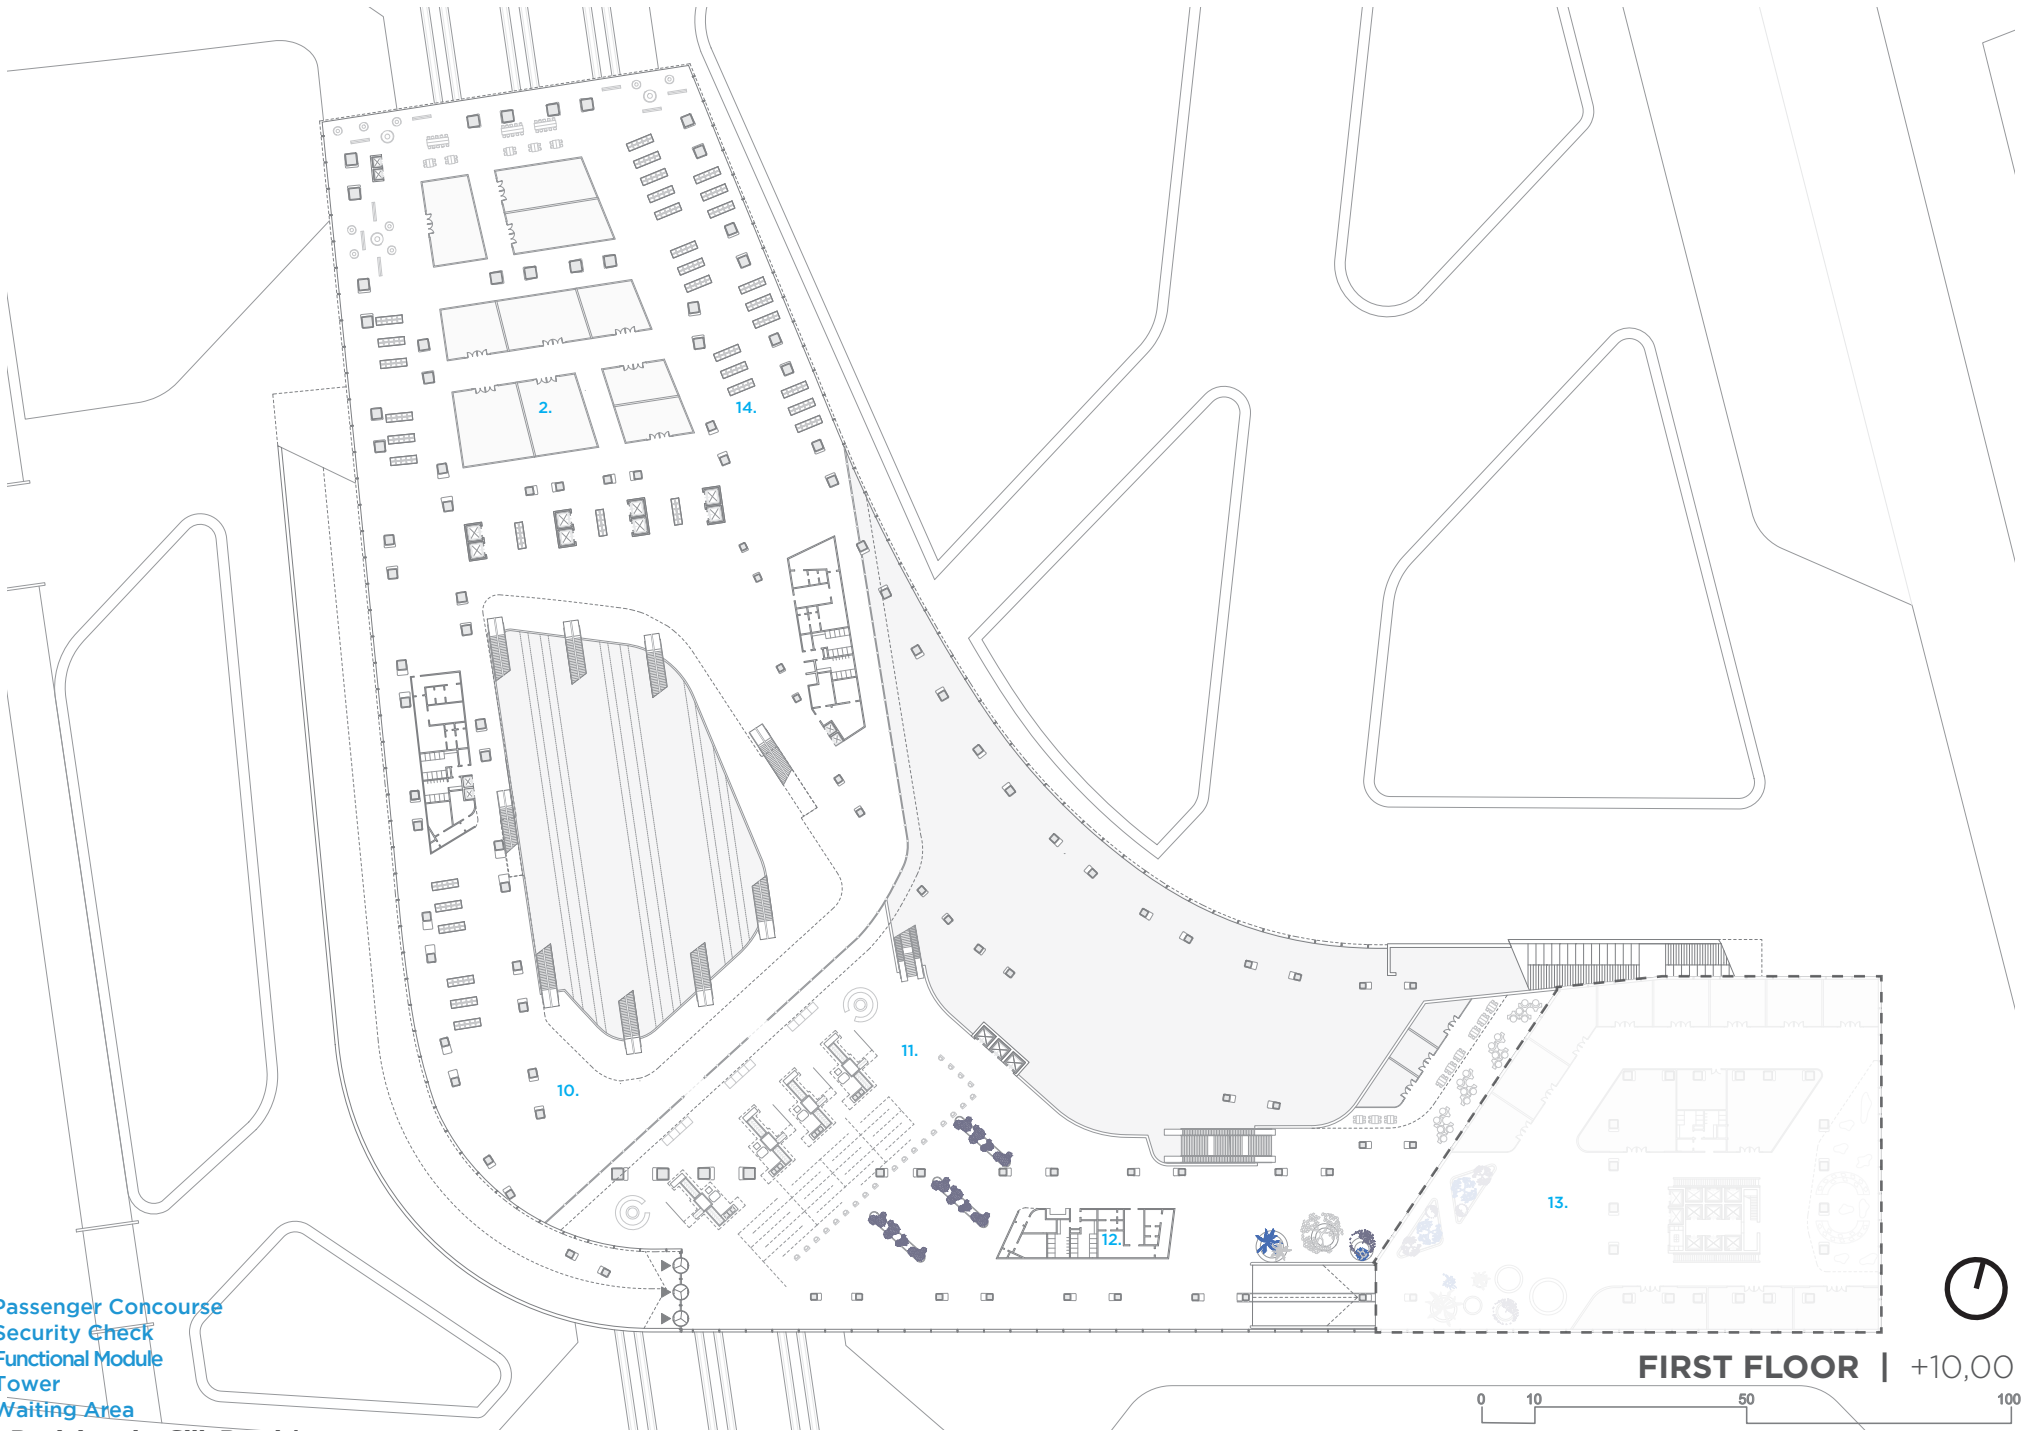 2.
14.
10.
11.
12.
13.
Passenger Concourse
Security Check
Functional Module
Tower
Waiting Area
FIRST FLOOR | +10,00
0 10 50 100